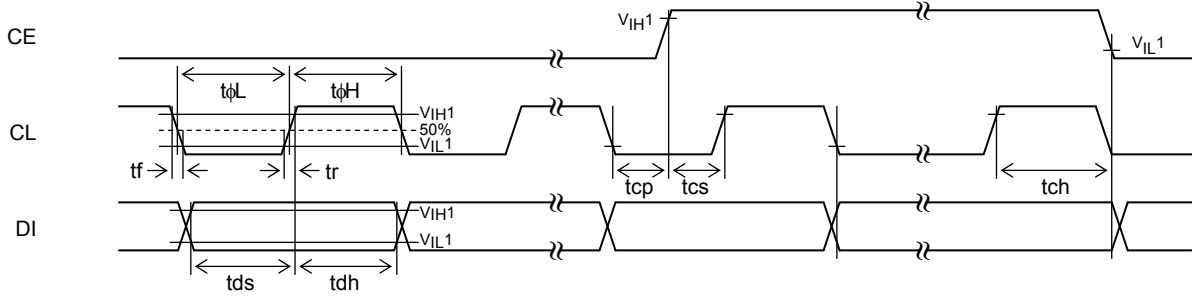 CE
VIH1
VIL1
tϕL
tϕH
CL
VIH1
50%
VIL1
tf
tr
tcp
tcs
tch
DI
VIH1
VIL1
tds
tdh